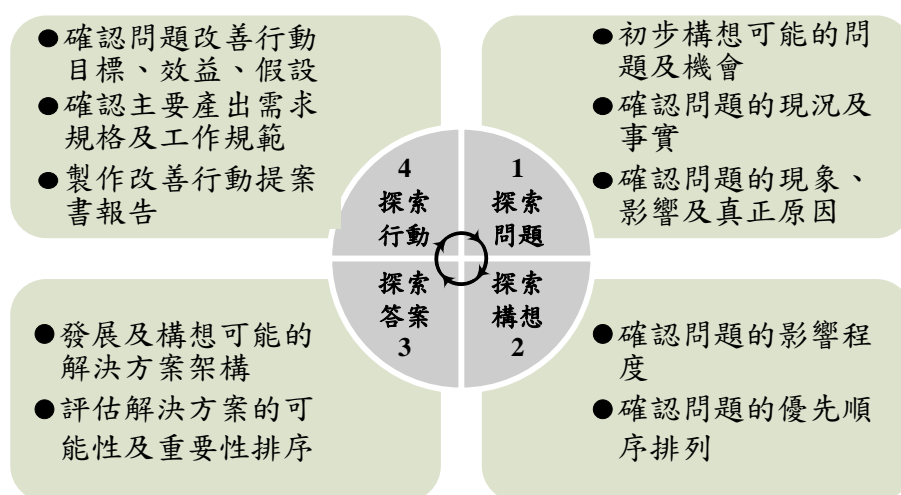 ●確認問題改善行動
目標、效益、假設
●確認主要產出需求
規格及工作規範
●製作改善行動提案
書報告
●初步構想可能的問
題及機會
●確認問題的現況及
事實
●確認問題的現象、
影響及真正原因
4
探索
行動
1
探索
問題
探索
答案
3
探索
構想
2
●發展及構想可能的
解決方案架構
●評估解決方案的可
能性及重要性排序
●確認問題的影響程
度
●確認問題的優先順
序排列